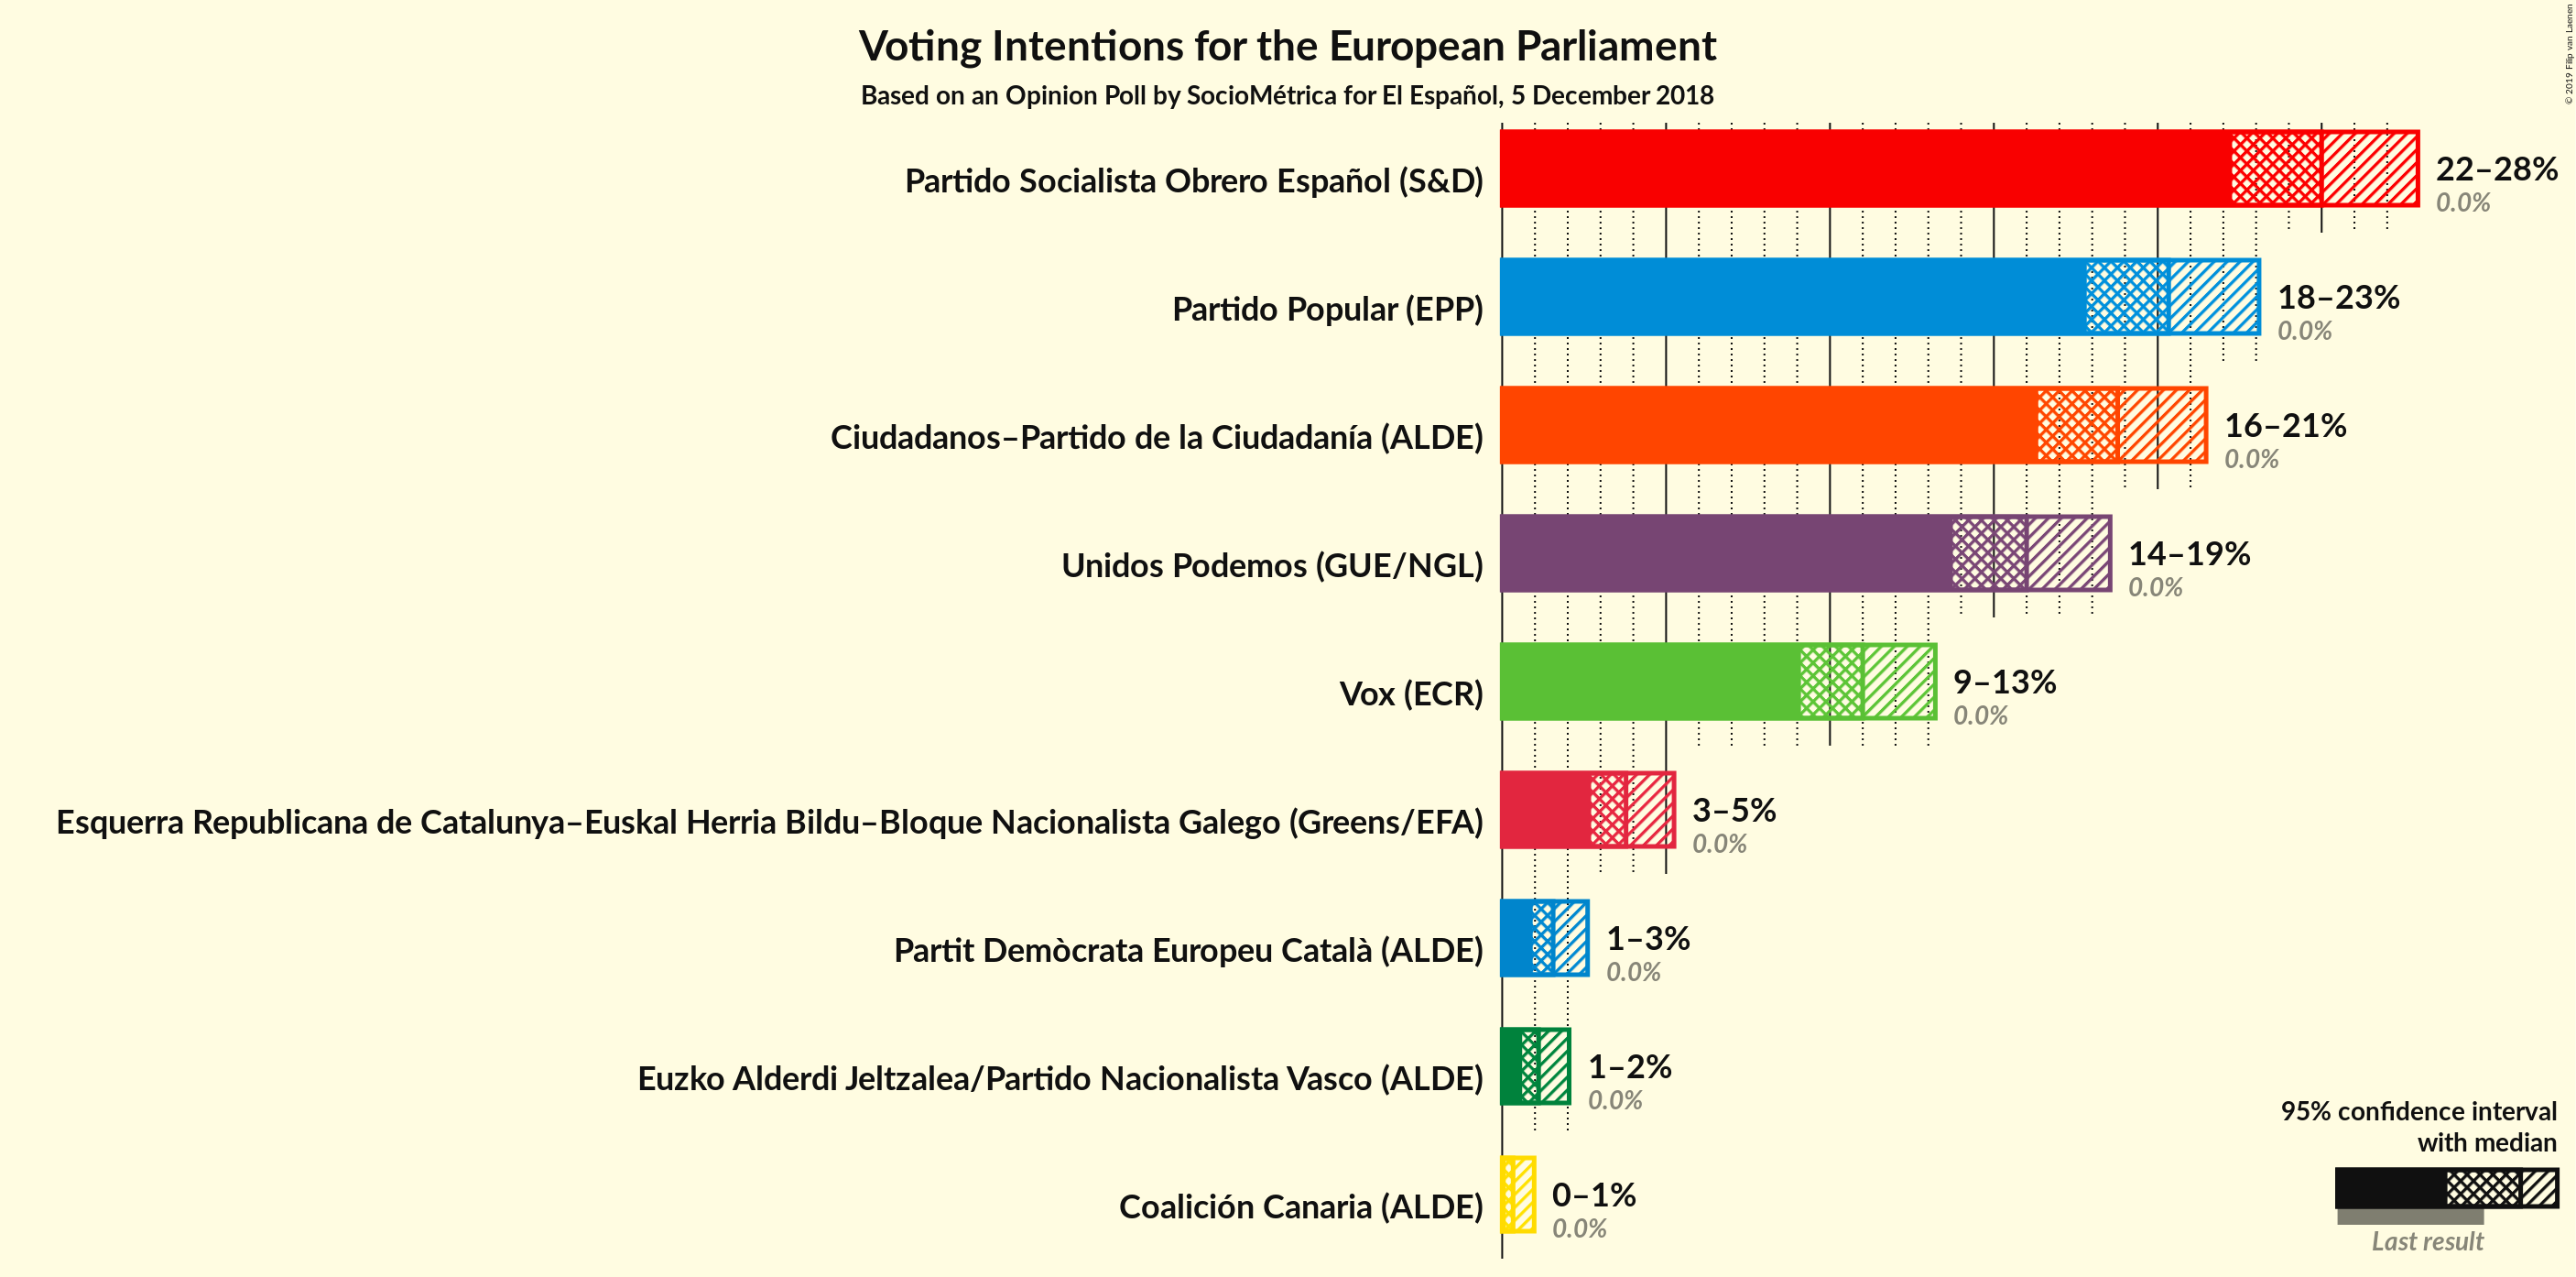 Voting Intentions for the European Parliament
Based on an Opinion Poll by SocioMétrica for El Español, 5 December 2018
© 2019 Filip van Laenen
Partido Socialista Obrero Español (S&D)
22–28%
0.0%
Partido Popular (EPP)
18–23%
0.0%
Ciudadanos–Partido de la Ciudadanía (ALDE)
16–21%
0.0%
Unidos Podemos (GUE/NGL)
14–19%
0.0%
Vox (ECR)
9–13%
0.0%
Esquerra Republicana de Catalunya–Euskal Herria Bildu–Bloque Nacionalista Galego (Greens/EFA)
3–5%
0.0%
Partit Demòcrata Europeu Català (ALDE)
1–3%
0.0%
Euzko Alderdi Jeltzalea/Partido Nacionalista Vasco (ALDE)
1–2%
0.0%
Coalición Canaria (ALDE)
0–1%
0.0%
95% confidence interval
with median
Last result